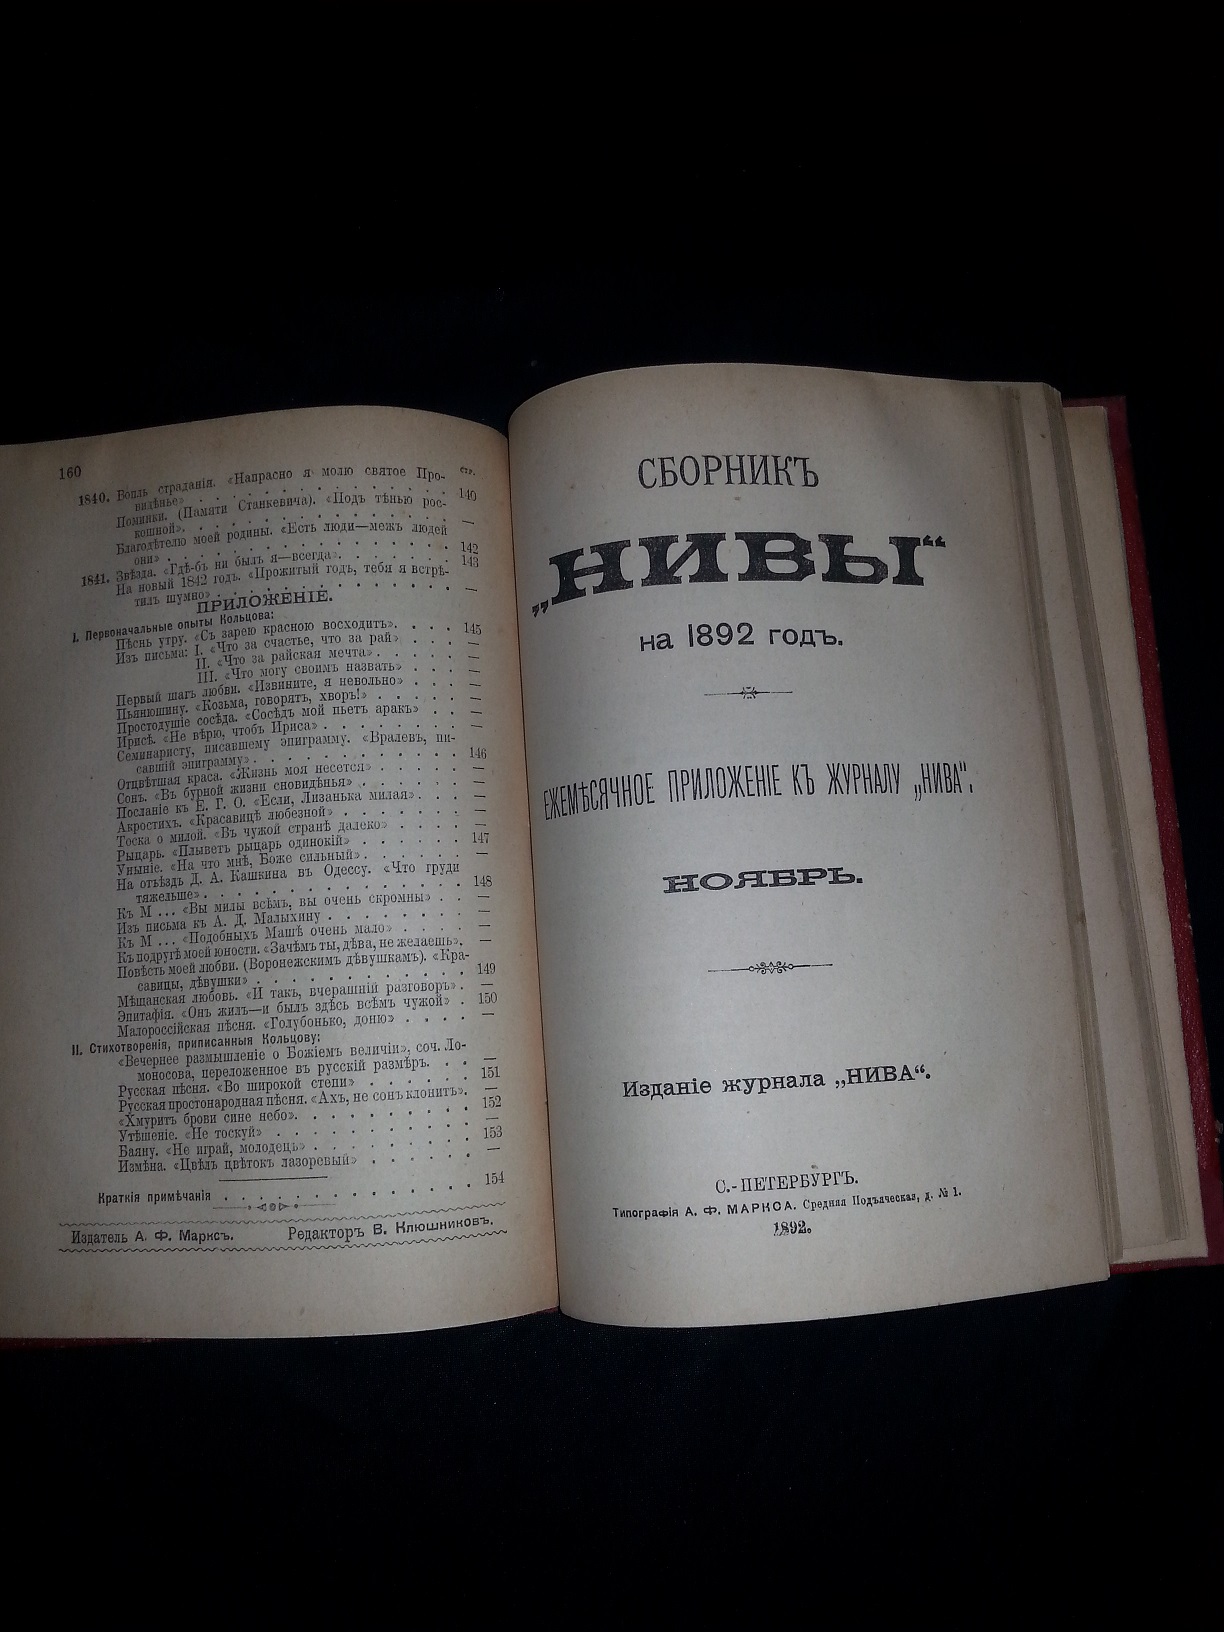 160
Стр.
1840. Вопль страданія. «Напрасно я молю святое Про-
видѣнье» . . . . . . . . . . . . . 140
Поминки. (Памяти Станкевича). «Подъ тѣнью рос-
кошной». . . . . . . . . . . . . . —
Благодѣтелю моей родины. «Есть люди—межъ людей
они» . . . . . . . . . . . . . . . 142
1841. Звѣзда. «Гдѣ-бъ ни былъ я—всегда». . . . . . . 143
На новый 1842 годъ. «Прожитый годъ, тебя я встрѣ-
тилъ шумно» . . . . . . . . . . . . —
ПРИЛОЖЕНІЕ.
I. Первоначальные опыты Кольцова:
Пѣснь утру. «Съ зарею красною восходитъ». . . . . 145
Изъ письма: I. «Что за счастье, что за рай» . . . —
II. «Что за райская мечта» . . . . . —
III. «Что могу своимъ назвать» . . . —
Первый шагъ любви. «Извините, я невольно» . . . —
Пьянюшину. «Козьма, говорятъ, хворъ!» . . . . . —
Простодушіе сосѣда. «Сосѣдъ мой пьетъ аракъ» . . —
Ирисѣ. «Не вѣрю, чтобъ Ириса» . . . . . . . —
Семинаристу, писавшему эпиграмму. «Вралевъ, пи-
савшій эпиграмму» . . . . . . . . . . 146
Отцвѣтшая краса. «Жизнь моя несется» . . . . . —
Сонъ. «Въ бурной жизни сновидѣнья» . . . . . . —
Посланіе къ Е. Г. О. «Если, Лизанька милая» . . . —
Акростихъ. «Красавицѣ любезной» . . . . . . . —
Тоска о милой. «Въ чужой странѣ далеко» . . . . —
Рыцарь. «Плыветъ рыцарь одинокій» . . . . . . 147
Уныніе. «На что мнѣ, Боже сильный» . . . . . . —
На отъѣздъ Д. А. Кашкина въ Одессу. «Что груди
тяжельше» . . . . . . . . . . . . . 148
Къ М ... «Вы милы всѣмъ, вы очень скромны» . . —
Изъ письма къ А. Д. Малыхину . . . . . . . . —
Къ М ... «Подобныхъ Машѣ очень мало» . . . . —
Къ подругѣ моей юности. «Зачѣмъ ты, дѣва, не желаешь». —
Повѣсть моей любви. (Воронежскимъ дѣвушкамъ). «Кра-
савицы, дѣвушки» . . . . . . . . . . . 149
Мѣщанская любовь. «И такъ, вчерашній разговоръ» . —
Эпитафія. «Онъ жилъ—и былъ здѣсь всѣмъ чужой» . 150
Малороссійская пѣсня. «Голубонько, доню» . . . . —
II. Стихотворенія, приписанныя Кольцову:
«Вечернее размышленіе о Божіемъ величіи», соч. Ло-
моносова, переложенное въ русскій размѣръ. . . —
Русская пѣсня. «Во широкой степи» . . . . . . 151
Русская простонародная пѣсня. «Ахъ, не сонъ клонитъ». —
«Хмуритъ брови сине небо». . . . . . . . . . 152
Утѣшеніе. «Не тоскуй» . . . . . . . . . . . —
Баяну. «Не играй, молодецъ» . . . . . . . . . 153
Измѣна. «Цвѣлъ цвѣтокъ лазоревый» . . . . . . —
Краткія примѣчанія . . . . . . . . . . . . . 154
Издатель А. Ф. Марксъ. Редакторъ В. Клюшниковъ.
СБОРНИКЪ
„НИВЫ“
на 1892 годъ.
ЕЖЕМѢСЯЧНОЕ ПРИЛОЖЕНІЕ КЪ ЖУРНАЛУ „НИВА“.
НОЯБРЬ.
Изданіе журнала „НИВА“.
С.-ПЕТЕРБУРГЪ.
Типографія А. Ф. МАРКСА. Средняя Подъяческая, д. № 1.
1892.